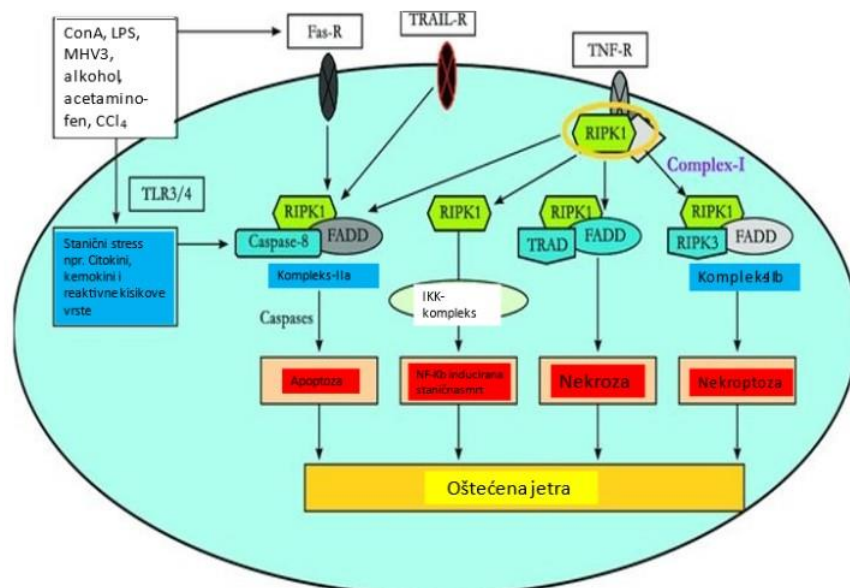 ConA, LPS,
MHV3,
alkohol,
acetamino-
fen, CCl4
Fas-R
TRAIL-R
TNF-R
RIPK1
Complex-I
TLR3/4
Stanični stress
npr. Citokini,
kemokini i
reaktivne kisikove
vrste
RIPK1
Caspase-8
FADD
Kompleks-IIa
RIPK1
RIPK1
TRAD
FADD
RIPK1
RIPK3
FADD
Kompleks-IIb
IKK-
kompleks
Caspases
Apoptoza
NF-Kb inducirana
staničnasmrt
Nekroza
Nekroptoza
Oštećena jetra